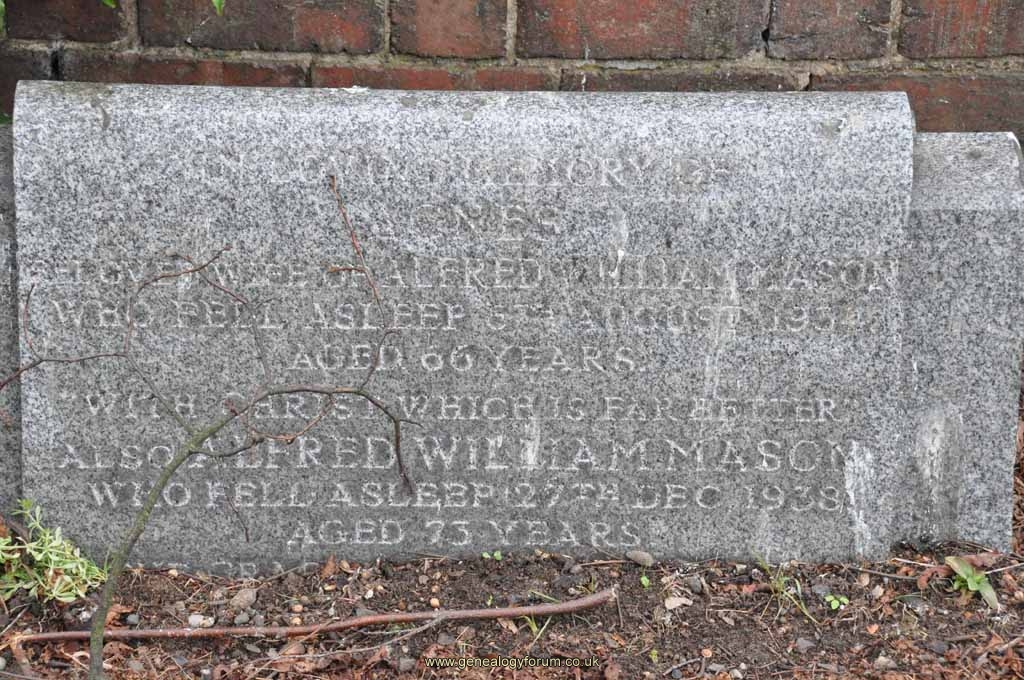 IN LOVING MEMORY OF
AGNES
BELOVED WIFE OF ALFRED WILLIAM MASON
WHO FELL ASLEEP 5TH AUGUST
AGED 66 YEARS.
"WITH CHRIST WHICH IS FAR BETTER"
ALSO ALFRED WILLIAM MASON
WHO FELL ASLEEP 27TH DEC 1938
AGED 73 YEARS
www.genealogyforum.co.uk